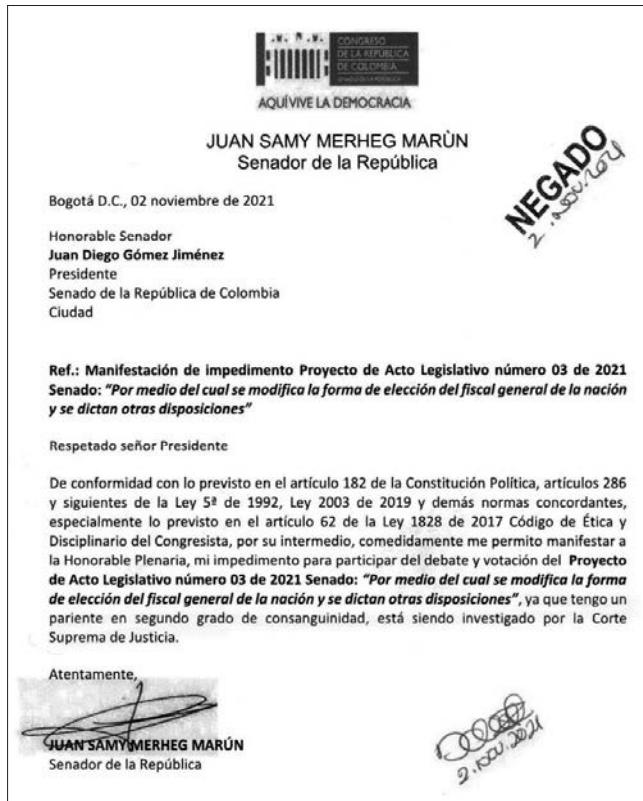 CONGRESO
DE LA REPÚBLICA
DE COLOMBIA
AQUÍ VIVE LA DEMOCRACIA
JUAN SAMY MERHEG MARÙN
Senador de la República
NEGADO
2. NOV. 2021
Bogotá D.C., 02 noviembre de 2021
Honorable Senador
Juan Diego Gómez Jiménez
Presidente
Senado de la República de Colombia
Ciudad
Ref.: Manifestación de impedimento Proyecto de Acto Legislativo número 03 de 2021
Senado: "Por medio del cual se modifica la forma de elección del fiscal general de la nación
y se dictan otras disposiciones"
Respetado señor Presidente
De conformidad con lo previsto en el artículo 182 de la Constitución Política, artículos 286
y siguientes de la Ley 5ª de 1992, Ley 2003 de 2019 y demás normas concordantes,
especialmente lo previsto en el artículo 62 de la Ley 1828 de 2017 Código de Ética y
Disciplinario del Congresista, por su intermedio, comedidamente me permito manifestar a
la Honorable Plenaria, mi impedimento para participar del debate y votación del Proyecto
de Acto Legislativo número 03 de 2021 Senado: "Por medio del cual se modifica la forma
de elección del fiscal general de la nación y se dictan otras disposiciones", ya que tengo un
pariente en segundo grado de consanguinidad, está siendo investigado por la Corte
Suprema de Justicia.
Atentamente,
JUAN SAMY MERHEG MARÚN
Senador de la República
2. NOV. 2021